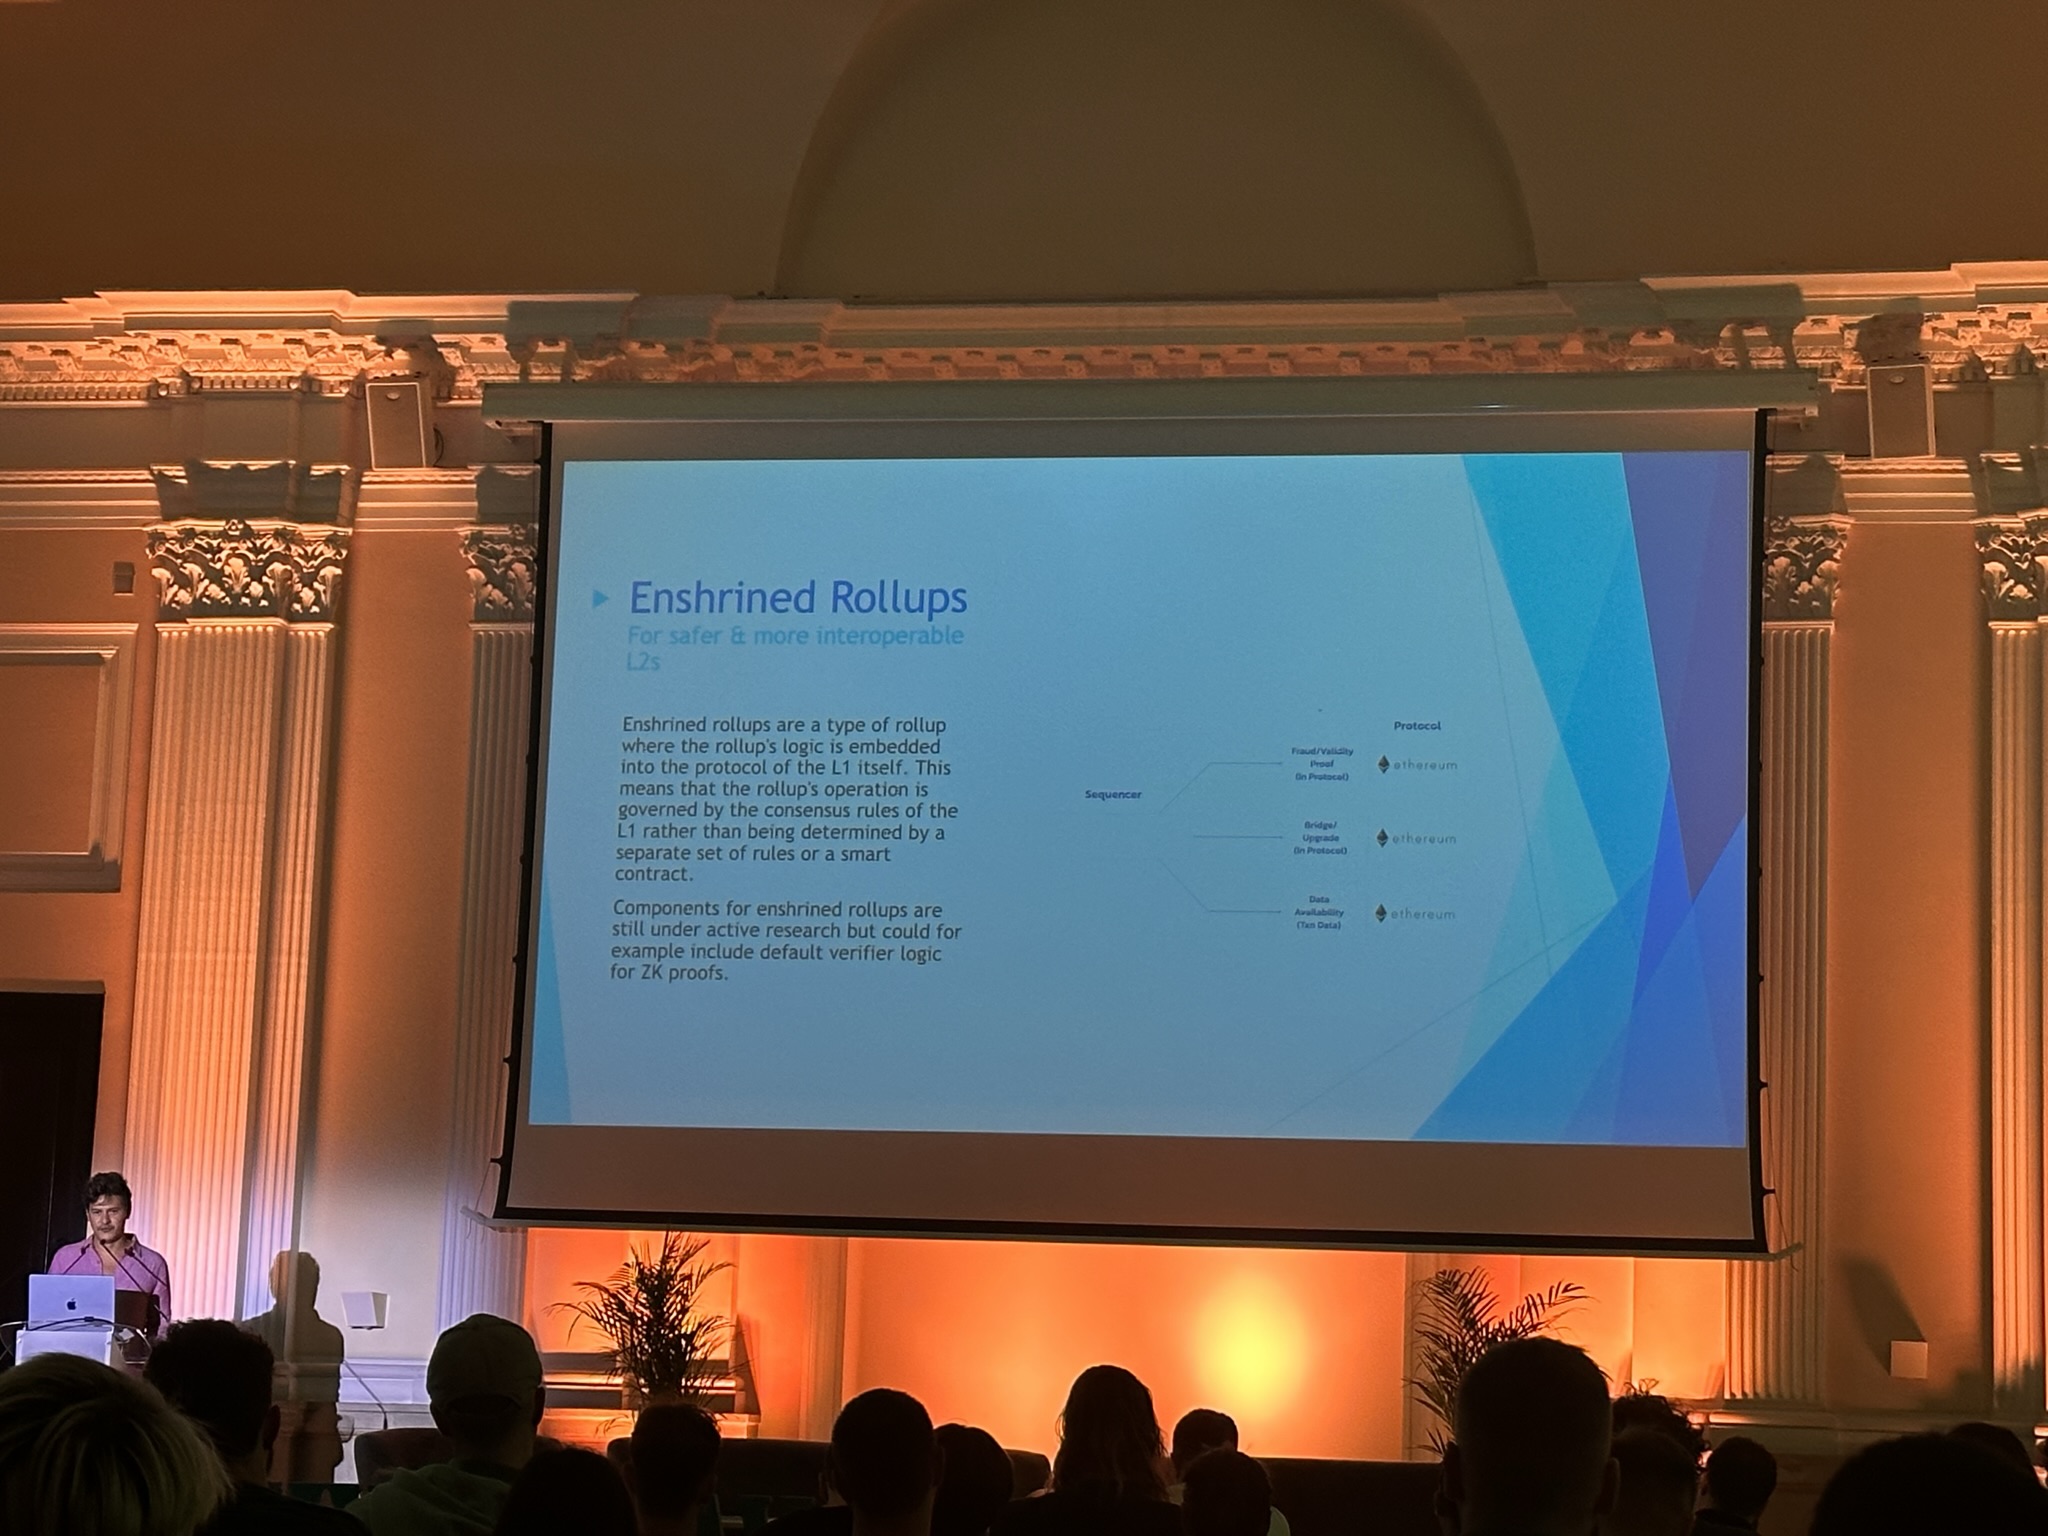 Enshrined Rollups
For safer & more interoperable
L2s
Enshrined rollups are a type of rollup
where the rollup's logic is embedded
into the protocol of the L1 itself. This
means that the rollup's operation is
governed by the consensus rules of the
L1 rather than being determined by a
separate set of rules or a smart
contract.
Components for enshrined rollups are
still under active research but could for
example include default verifier logic
for ZK proofs.
Sequencer
Protocol
Fraud/Validity
Proof
(in Protocol)
ethereum
Bridge/
Upgrade
(in Protocol)
ethereum
Data
Availability
(Txn Data)
ethereum